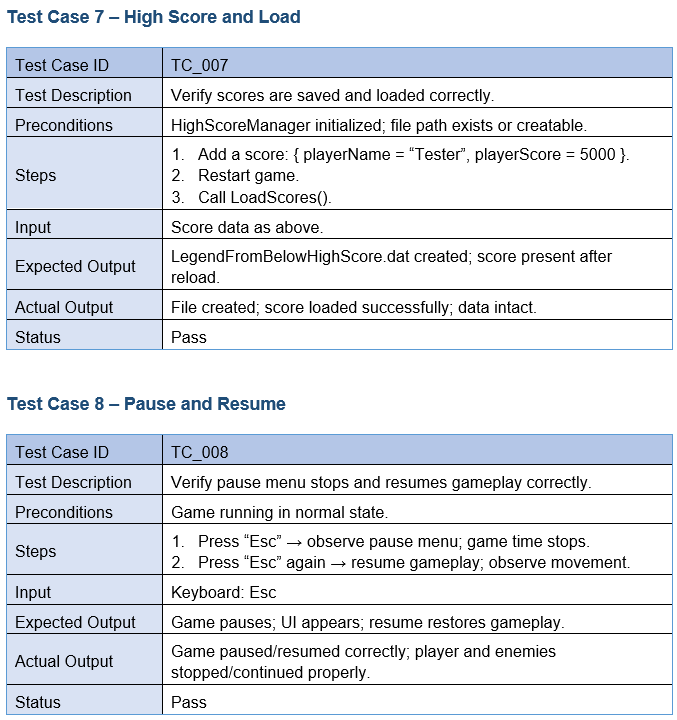 Test Case 7 – High Score and Load
Test Case ID TC_007
Test Description Verify scores are saved and loaded correctly.
Preconditions HighScoreManager initialized; file path exists or creatable.
Steps
1. Add a score: { playerName = “Tester”, playerScore = 5000 }.
2. Restart game.
3. Call LoadScores().
Input Score data as above.
Expected Output
LegendFromBelowHighScore.dat created; score present after
reload.
Actual Output File created; score loaded successfully; data intact.
Status Pass
Test Case 8 – Pause and Resume
Test Case ID TC_008
Test Description Verify pause menu stops and resumes gameplay correctly.
Preconditions Game running in normal state.
Steps
1. Press “Esc” → observe pause menu; game time stops.
2. Press “Esc” again → resume gameplay; observe movement.
Input Keyboard: Esc
Expected Output Game pauses; UI appears; resume restores gameplay.
Actual Output
Game paused/resumed correctly; player and enemies
stopped/continued properly.
Status Pass